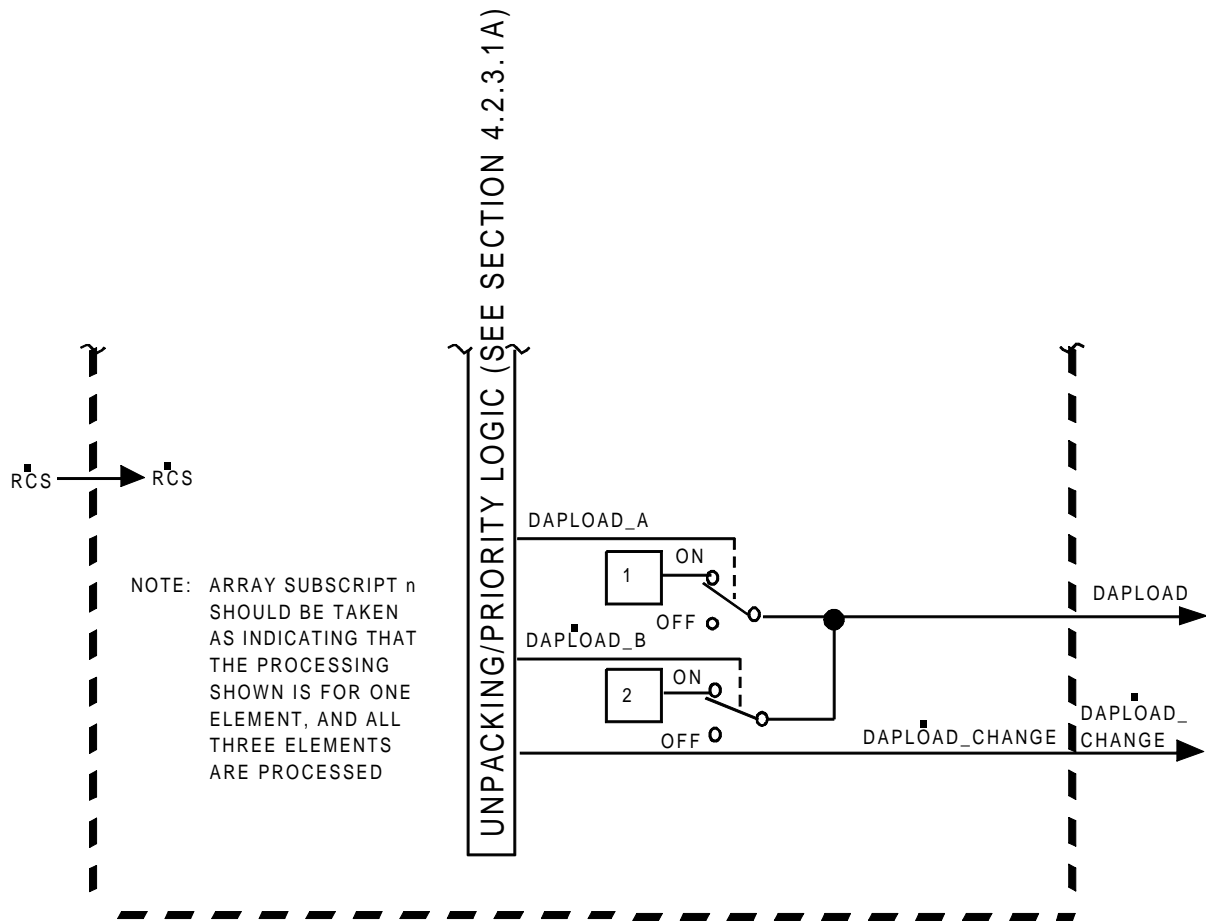 UNPACKING/PRIORITY LOGIC (SEE SECTION 4.2.3.1A)
RCS
RCS
NOTE: ARRAY SUBSCRIPT n
SHOULD BE TAKEN
AS INDICATING THAT
THE PROCESSING
SHOWN IS FOR ONE
ELEMENT, AND ALL
THREE ELEMENTS
ARE PROCESSED
DAPLOAD_A
ON
1
OFF
DAPLOAD_B
ON
2
OFF
DAPLOAD
DAPLOAD_CHANGE
DAPLOAD_
CHANGE